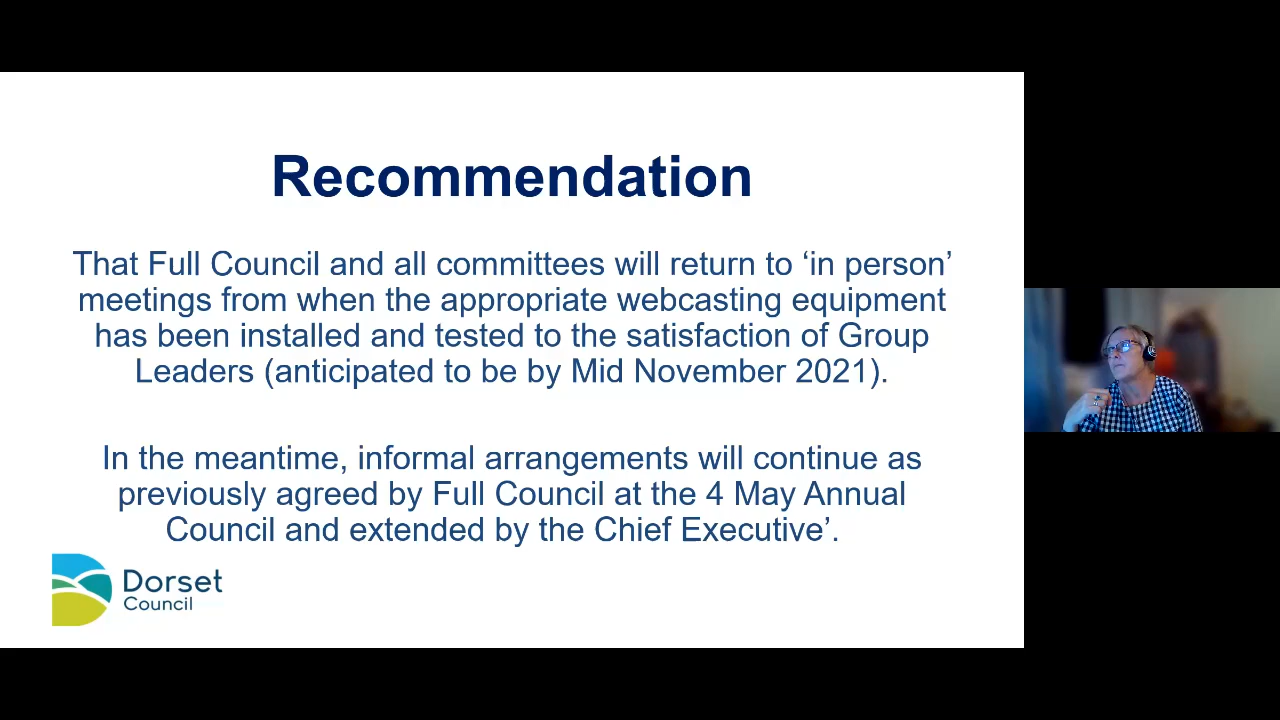 Recommendation
That Full Council and all committees will return to ‘in person’
meetings from when the appropriate webcasting equipment
has been installed and tested to the satisfaction of Group
Leaders (anticipated to be by Mid November 2021).
In the meantime, informal arrangements will continue as
previously agreed by Full Council at the 4 May Annual
Council and extended by the Chief Executive’.
Dorset
Council